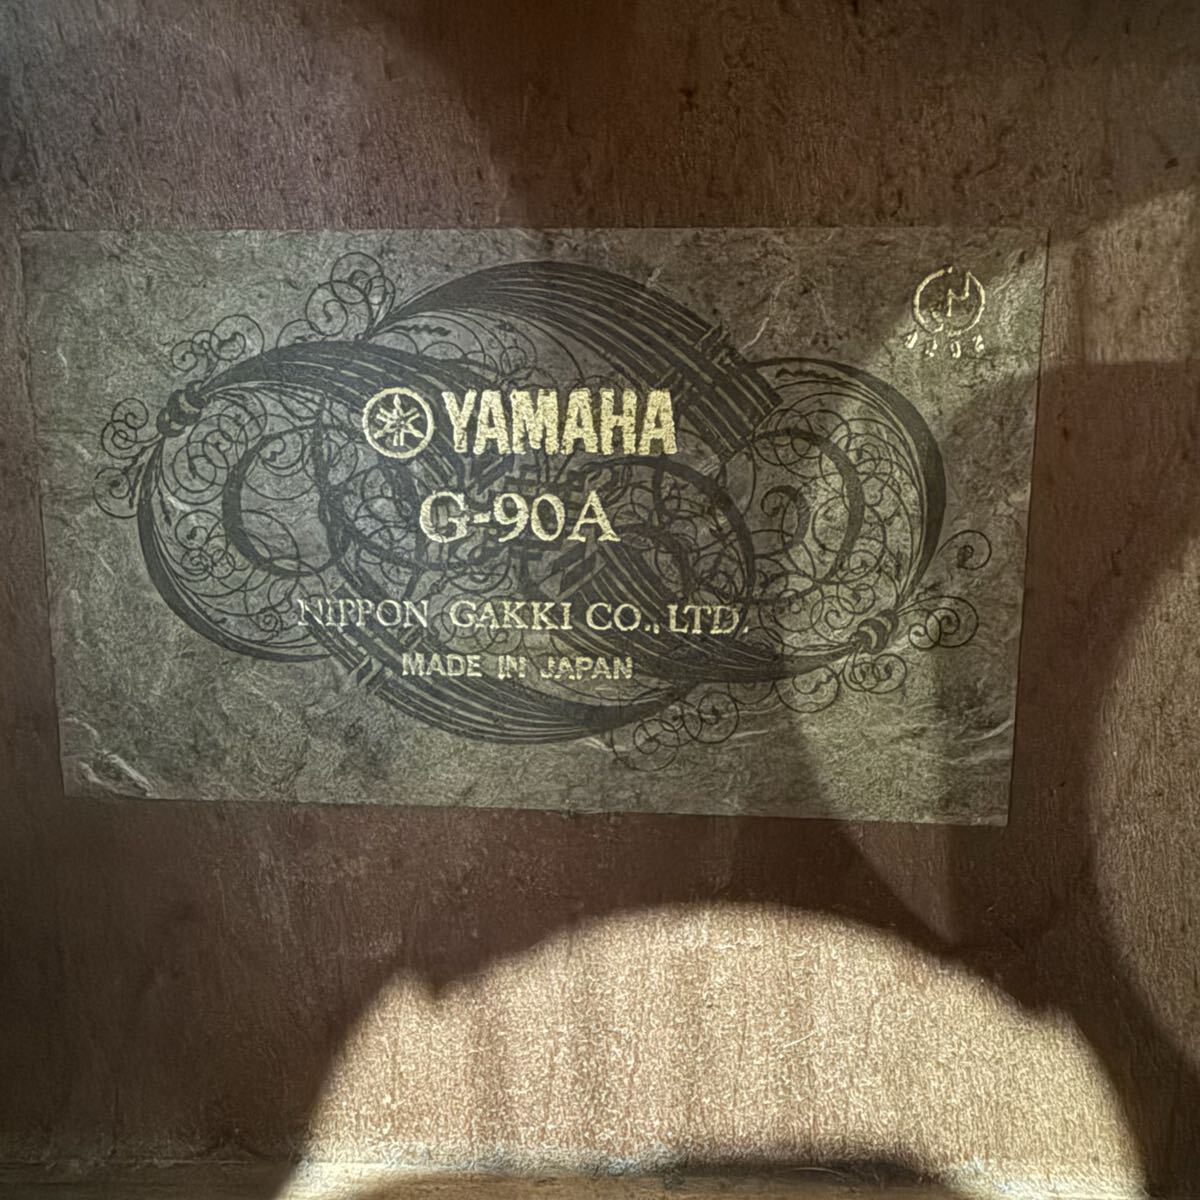 YAMAHA
G-90A
NIPPON GAKKI CO., LTD.
MADE IN JAPAN